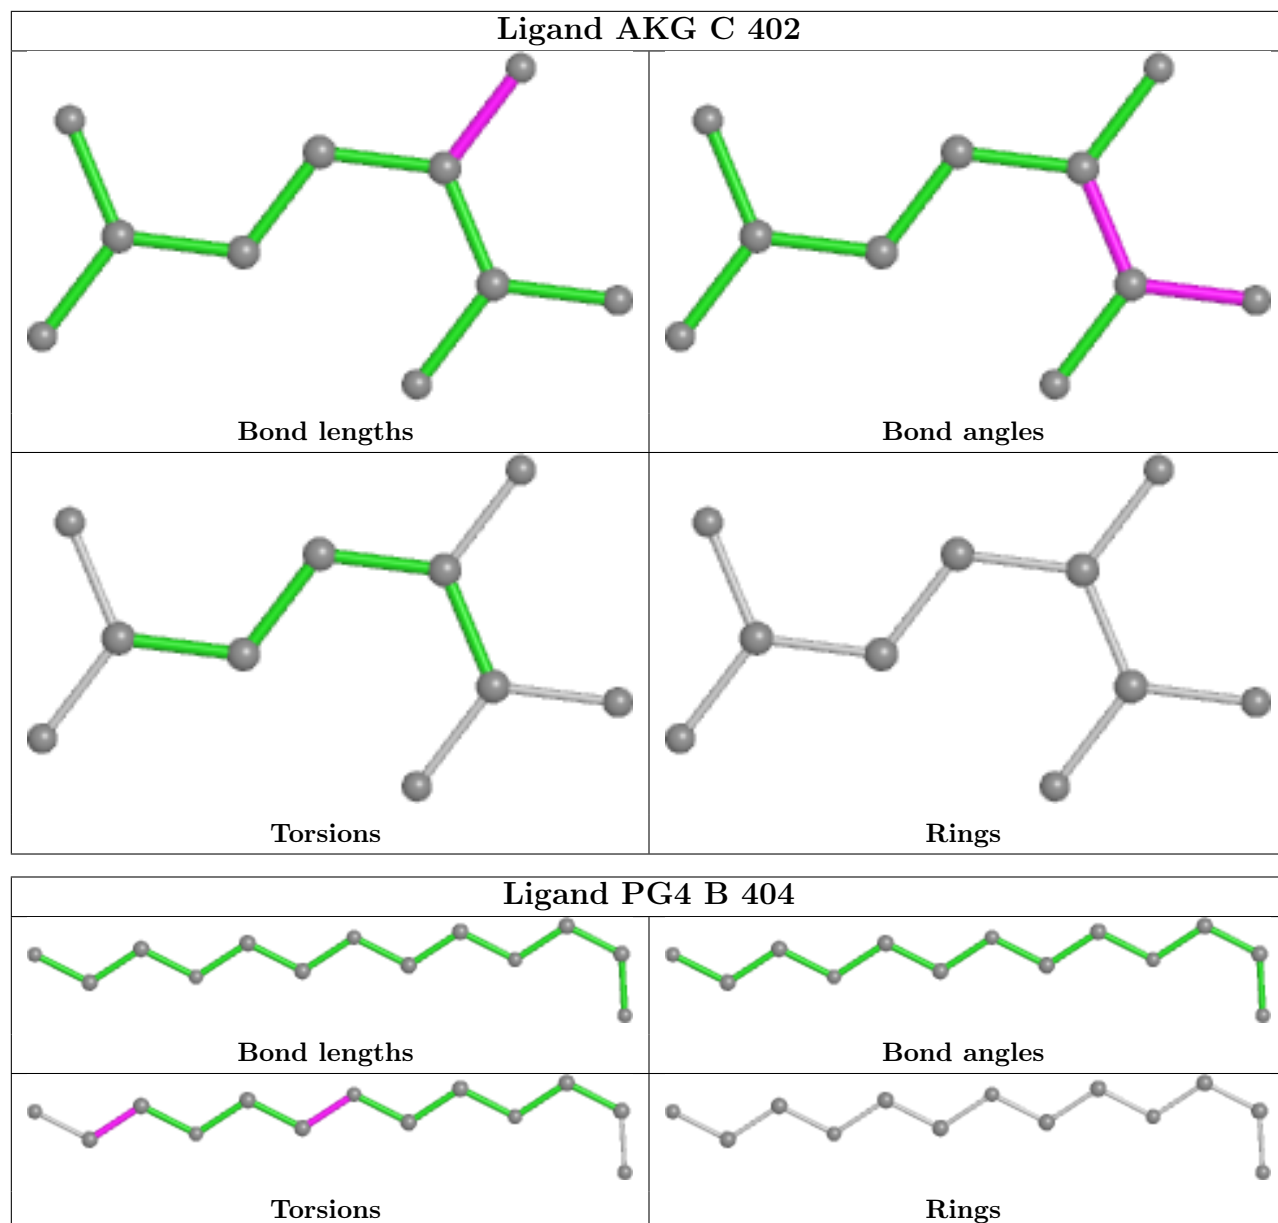 Ligand AKG C 402
Bond lengths
Bond angles
Torsions
Rings
Ligand PG4 B 404
Bond lengths
Bond angles
Torsions
Rings